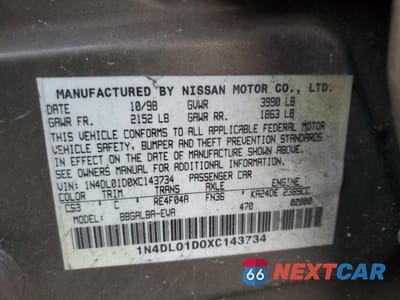 MANUFACTURED BY NISSAN MOTOR CO., LTD.
DATE 10/98 GVWR 3990 LB
GAWR FR. 2152 LB GAWR RR. 1863 LB
THIS VEHICLE CONFORMS TO ALL APPLICABLE FEDERAL MOTOR
VEHICLE SAFETY, BUMPER AND THEFT PREVENTION STANDARDS
IN EFFECT ON THE DATE OF MANUFACTURE SHOWN ABOVE.
SEE OWNER'S MANUAL FOR ADDITIONAL INFORMATION.
VIN: 1N4DL01D0XC143734 PASSENGER CAR
COLOR TRIM TRANS AXLE ENGINE
CS3 C RE4F04A FN36 KA24DE 2389CC
MODEL BBGALBA-EVA 470 02000
1N4DL01D0XC143734
66 NEXTCAR